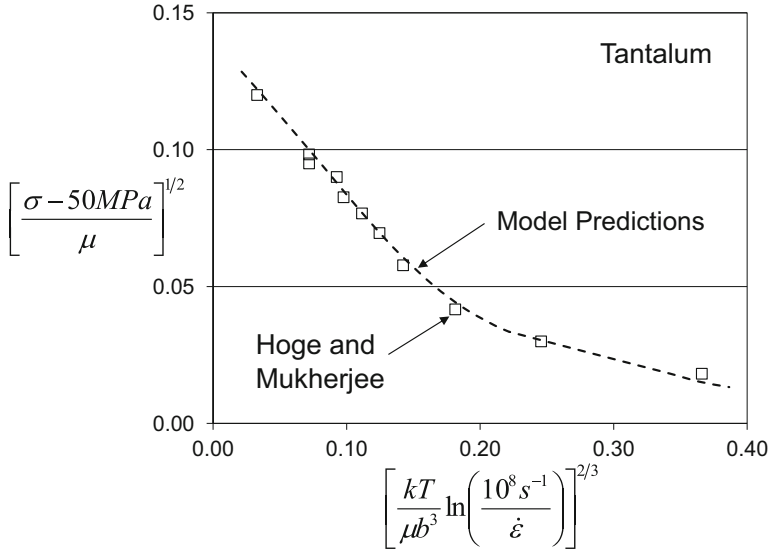 0.15
Tantalum
0.10
[σ − 50MPa / μ]^{1/2}
Model Predictions
0.05
Hoge and
Mukherjee
0.00
0.00 0.10 0.20 0.30 0.40
[kT / μb³ ln(10⁸ s⁻¹ / ε̇)]^{2/3}